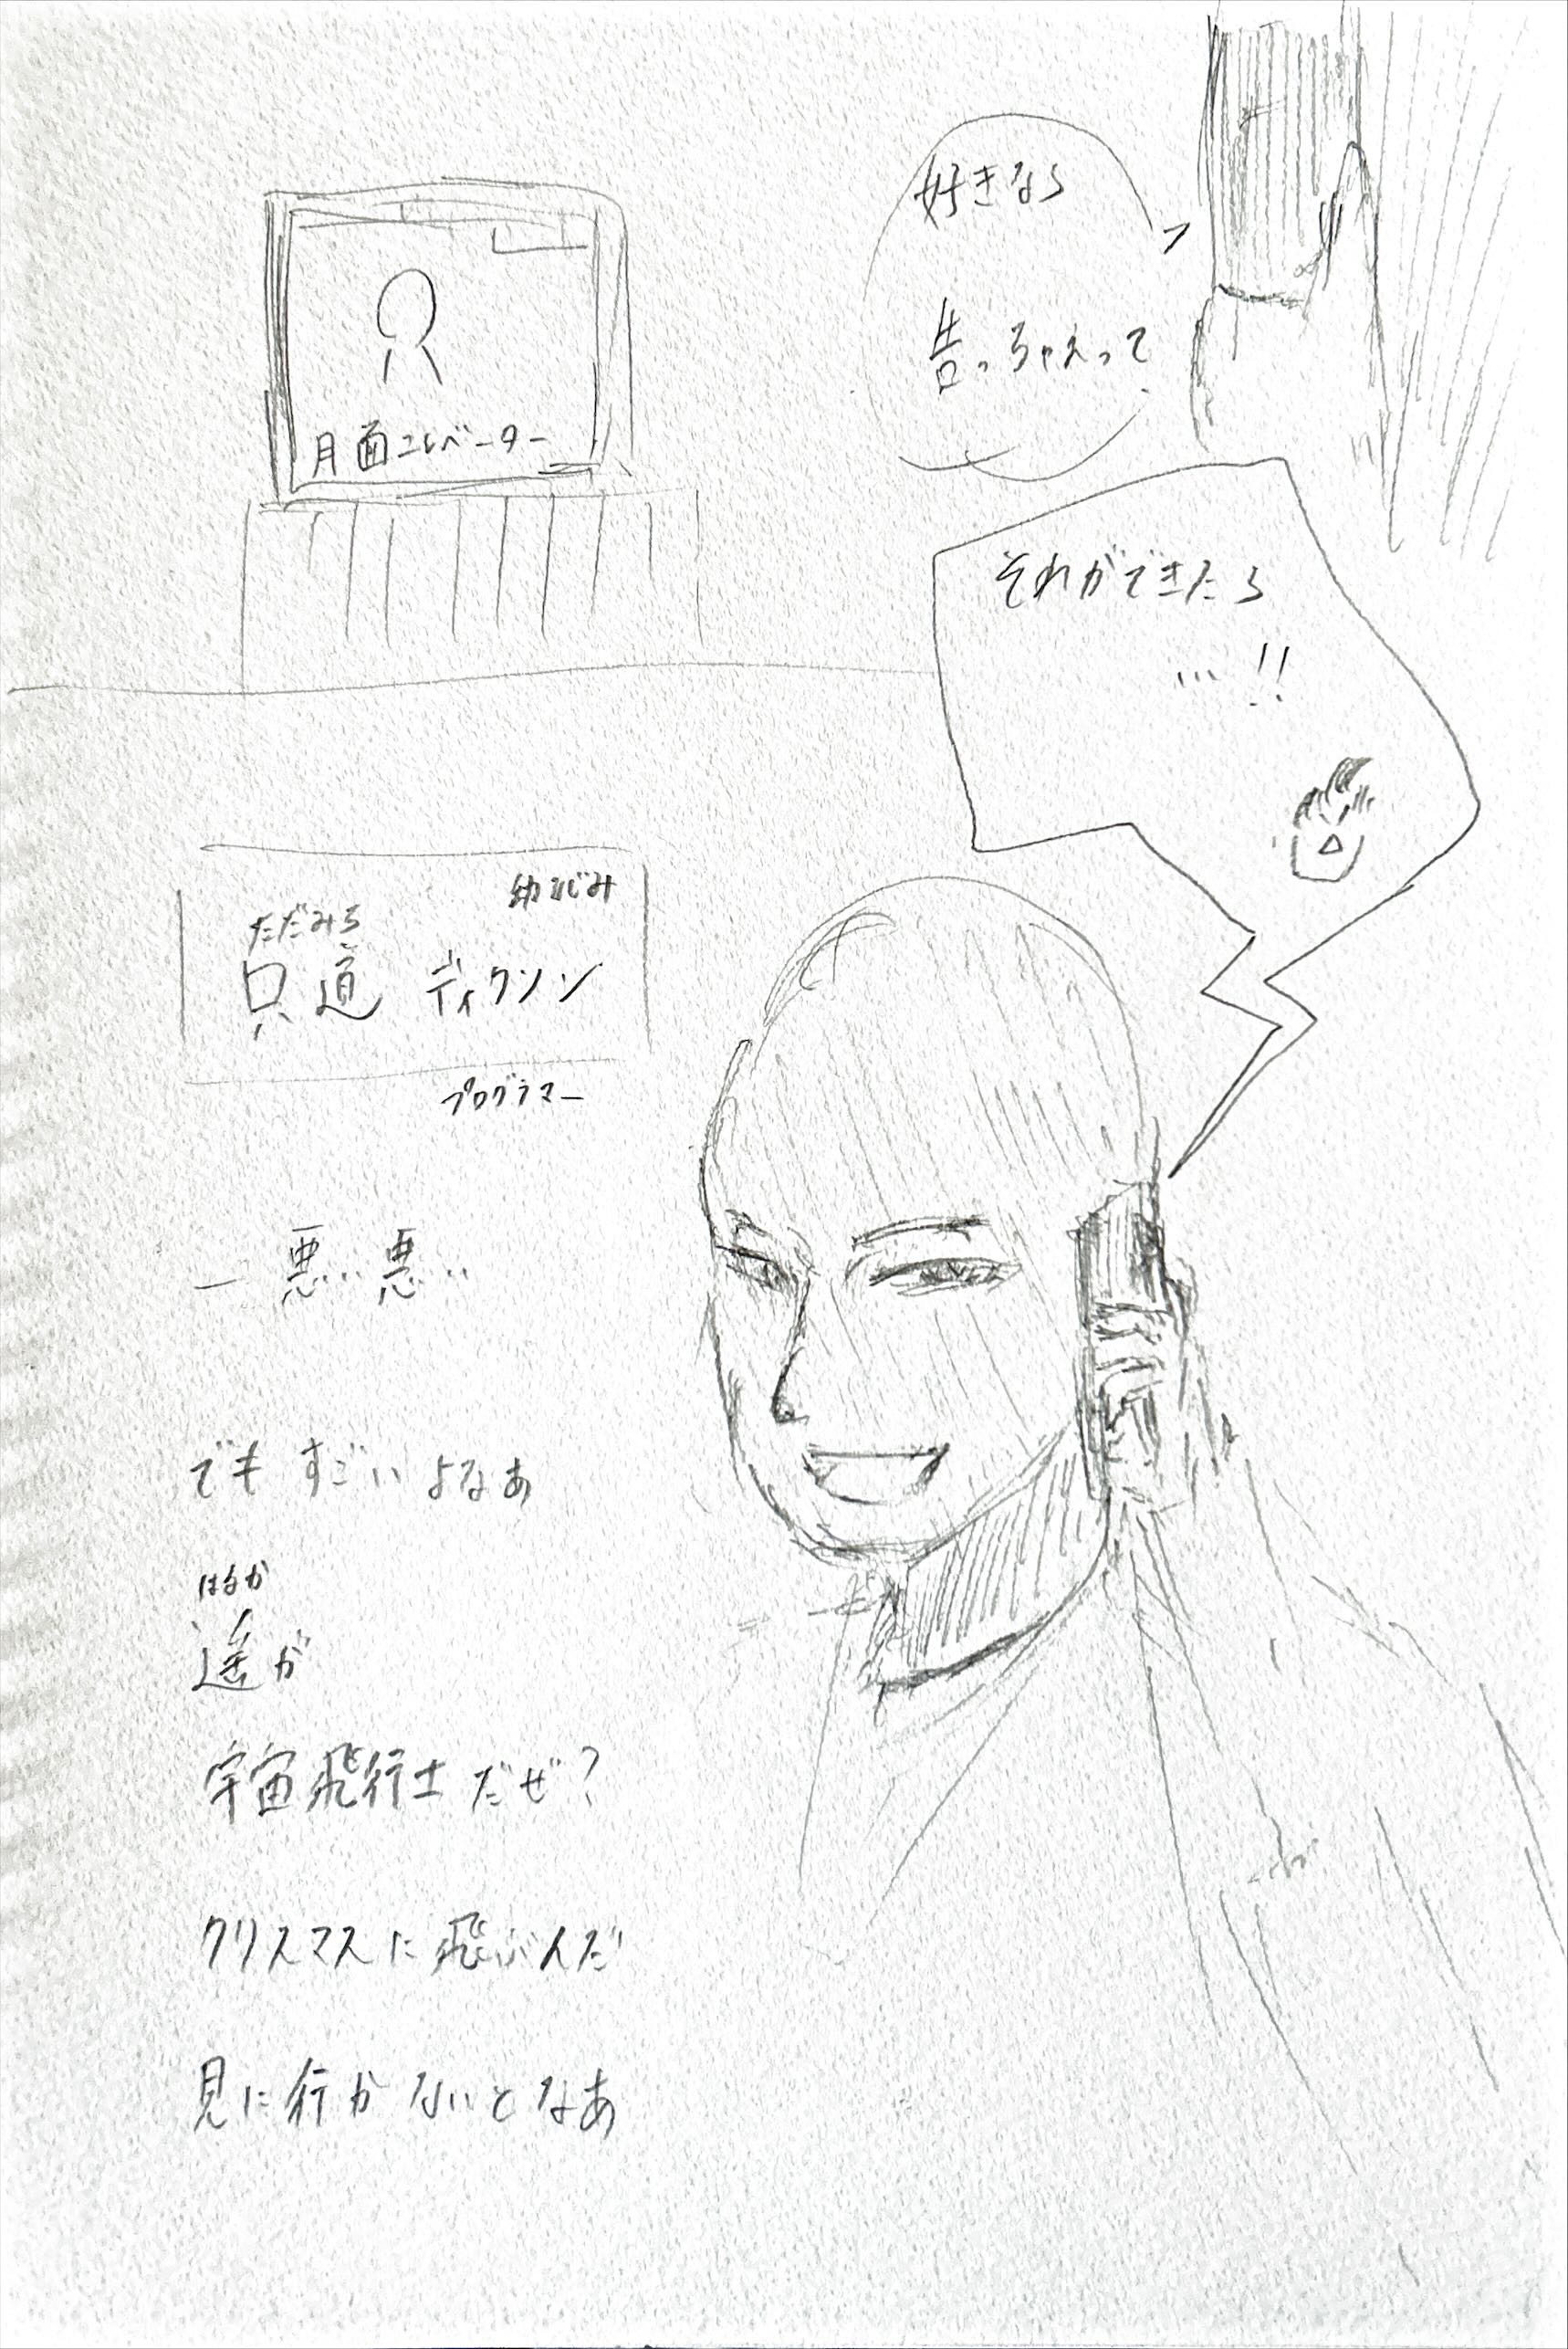 好きなら
告っちゃえって
月面エレベーター
それができたら
…!!
幼なじみ
ただみち
只道 ディクソン
プログラマー
― 悪… 悪…
でも すごい よなあ
はるか
遥が
宇宙飛行士だぜ?
クリスマスに飛ぶんだ
見に行かないとなあ